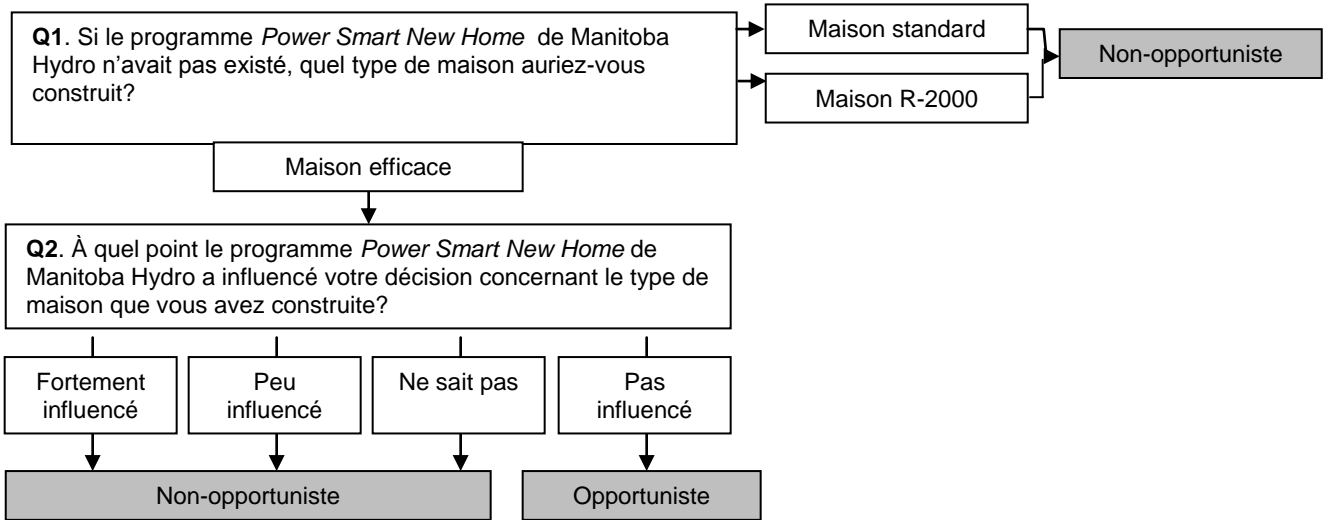 Q1. Si le programme Power Smart New Home de Manitoba
Hydro n'avait pas existé, quel type de maison auriez-vous
construit?
Maison standard
Maison R-2000
Non-opportuniste
Maison efficace
Q2. À quel point le programme Power Smart New Home de
Manitoba Hydro a influencé votre décision concernant le type de
maison que vous avez construite?
Fortement
influencé
Peu
influencé
Ne sait pas
Pas
influencé
Non-opportuniste
Opportuniste